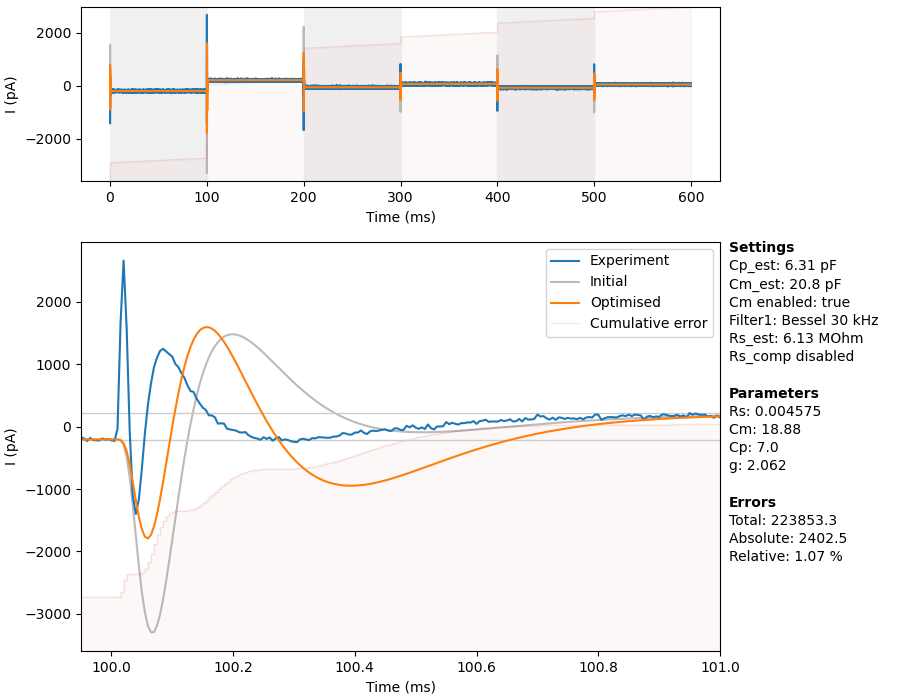 2000
0
−2000
I (pA)
0
100
200
300
400
500
600
Time (ms)
Experiment
Initial
Optimised
Cumulative error
2000
1000
0
−1000
−2000
−3000
I (pA)
100.0
100.2
100.4
100.6
100.8
101.0
Time (ms)
Settings
Cp_est: 6.31 pF
Cm_est: 20.8 pF
Cm enabled: true
Filter1: Bessel 30 kHz
Rs_est: 6.13 MOhm
Rs_comp disabled
Parameters
Rs: 0.004575
Cm: 18.88
Cp: 7.0
g: 2.062
Errors
Total: 223853.3
Absolute: 2402.5
Relative: 1.07 %